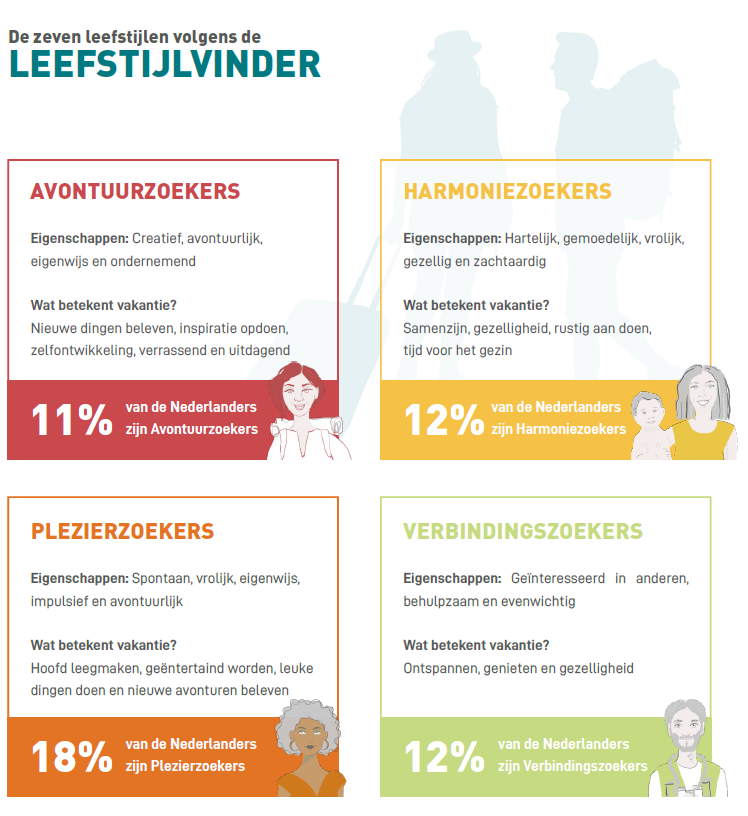 De zeven leefstijlen volgens de
LEEFSTIJLVINDER
AVONTUURZOEKERS
Eigenschappen: Creatief, avontuurlijk,
eigenwijs en ondernemend
Wat betekent vakantie?
Nieuwe dingen beleven, inspiratie opdoen,
zelfontwikkeling, verrassend en uitdagend
11%
van de Nederlanders
zijn Avontuurzoekers
HARMONIEZOEKERS
Eigenschappen: Hartelijk, gemoedelijk, vrolijk,
gezellig en zachtaardig
Wat betekent vakantie?
Samenzijn, gezelligheid, rustig aan doen,
tijd voor het gezin
12%
van de Nederlanders
zijn Harmoniezoekers
PLEZIERZOEKERS
Eigenschappen: Spontaan, vrolijk, eigenwijs,
impulsief en avontuurlijk
Wat betekent vakantie?
Hoofd leegmaken, geëntertaind worden, leuke
dingen doen en nieuwe avonturen beleven
18%
van de Nederlanders
zijn Plezierzoekers
VERBINDINGSZOEKERS
Eigenschappen: Geïnteresseerd in anderen,
behulpzaam en evenwichtig
Wat betekent vakantie?
Ontspannen, genieten en gezelligheid
12%
van de Nederlanders
zijn Verbindingszoekers